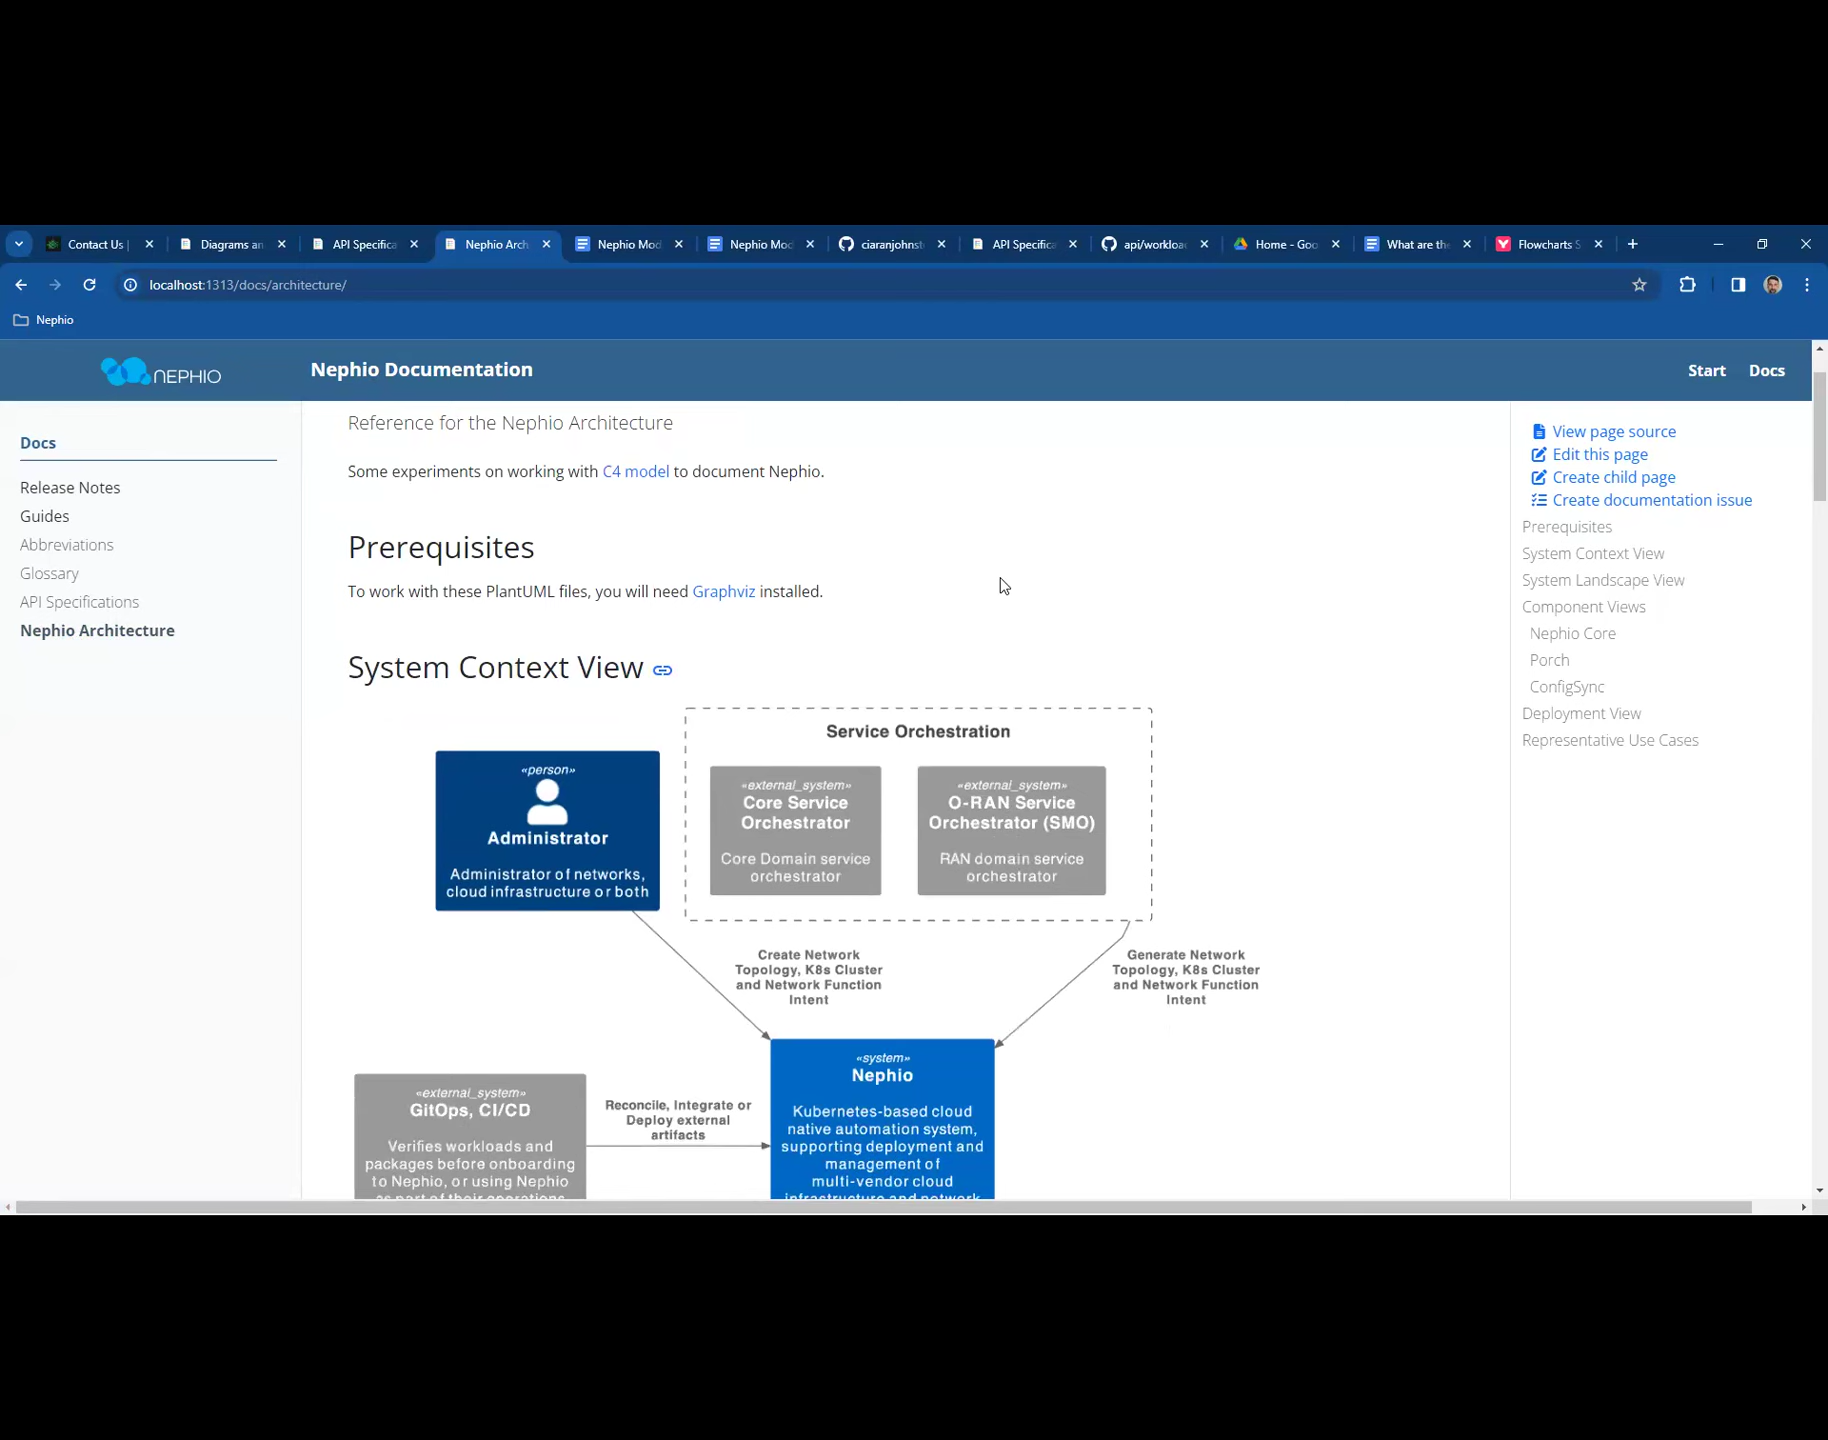 Contact Us |
Diagrams an
API Specifica
Nephio Arch
Nephio Mod
Nephio Mod
ciaranjohnst
API Specifica
api/workloa
Home - Goo
What are the
Flowcharts S
localhost:1313/docs/architecture/
Nephio
NEPHIO
Nephio Documentation
Start
Docs
Docs
Release Notes
Guides
Abbreviations
Glossary
API Specifications
Nephio Architecture
Reference for the Nephio Architecture
Some experiments on working with C4 model to document Nephio.
Prerequisites
To work with these PlantUML files, you will need Graphviz installed.
System Context View
«person»
Administrator
Administrator of networks,
cloud infrastructure or both
Service Orchestration
«external_system»
Core Service
Orchestrator
Core Domain service
orchestrator
«external_system»
O-RAN Service
Orchestrator (SMO)
RAN domain service
orchestrator
Create Network
Topology, K8s Cluster
and Network Function
Intent
Generate Network
Topology, K8s Cluster
and Network Function
Intent
«external_system»
GitOps, CI/CD
Verifies workloads and
packages before onboarding
to Nephio, or using Nephio
as part of their operations
Reconcile, Integrate or
Deploy external
artifacts
«system»
Nephio
Kubernetes-based cloud
native automation system,
supporting deployment and
management of
multi-vendor cloud
infrastructure and network
View page source
Edit this page
Create child page
Create documentation issue
Prerequisites
System Context View
System Landscape View
Component Views
Nephio Core
Porch
ConfigSync
Deployment View
Representative Use Cases